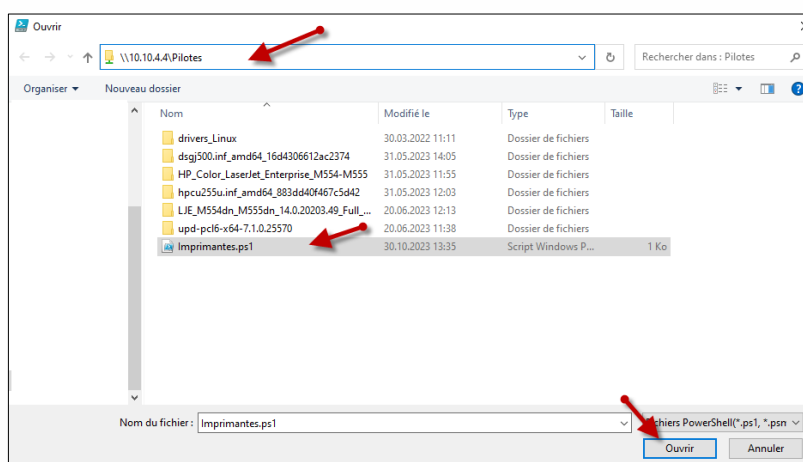 Ouvrir
\\10.10.4.4\Pilotes
Rechercher dans : Pilotes
Organiser
Nouveau dossier
Nom Modifié le Type Taille
drivers_Linux 30.03.2022 11:11 Dossier de fichiers
dsgj500.inf_amd64_16d4306612ac2374 31.05.2023 14:05 Dossier de fichiers
HP_Color_LaserJet_Enterprise_M554-M555 31.05.2023 11:55 Dossier de fichiers
hpcu255u.inf_amd64_883dd40f467c5d42 31.05.2023 12:03 Dossier de fichiers
LJE_M554dn_M555dn_14.0.20203.49_Full_... 20.06.2023 12:13 Dossier de fichiers
upd-pcl6-x64-7.1.0.25570 20.06.2023 11:38 Dossier de fichiers
Imprimantes.ps1 30.10.2023 13:35 Script Windows P... 1 Ko
Nom du fichier : Imprimantes.ps1
chiers PowerShell(*.ps1, *.psn
Ouvrir Annuler